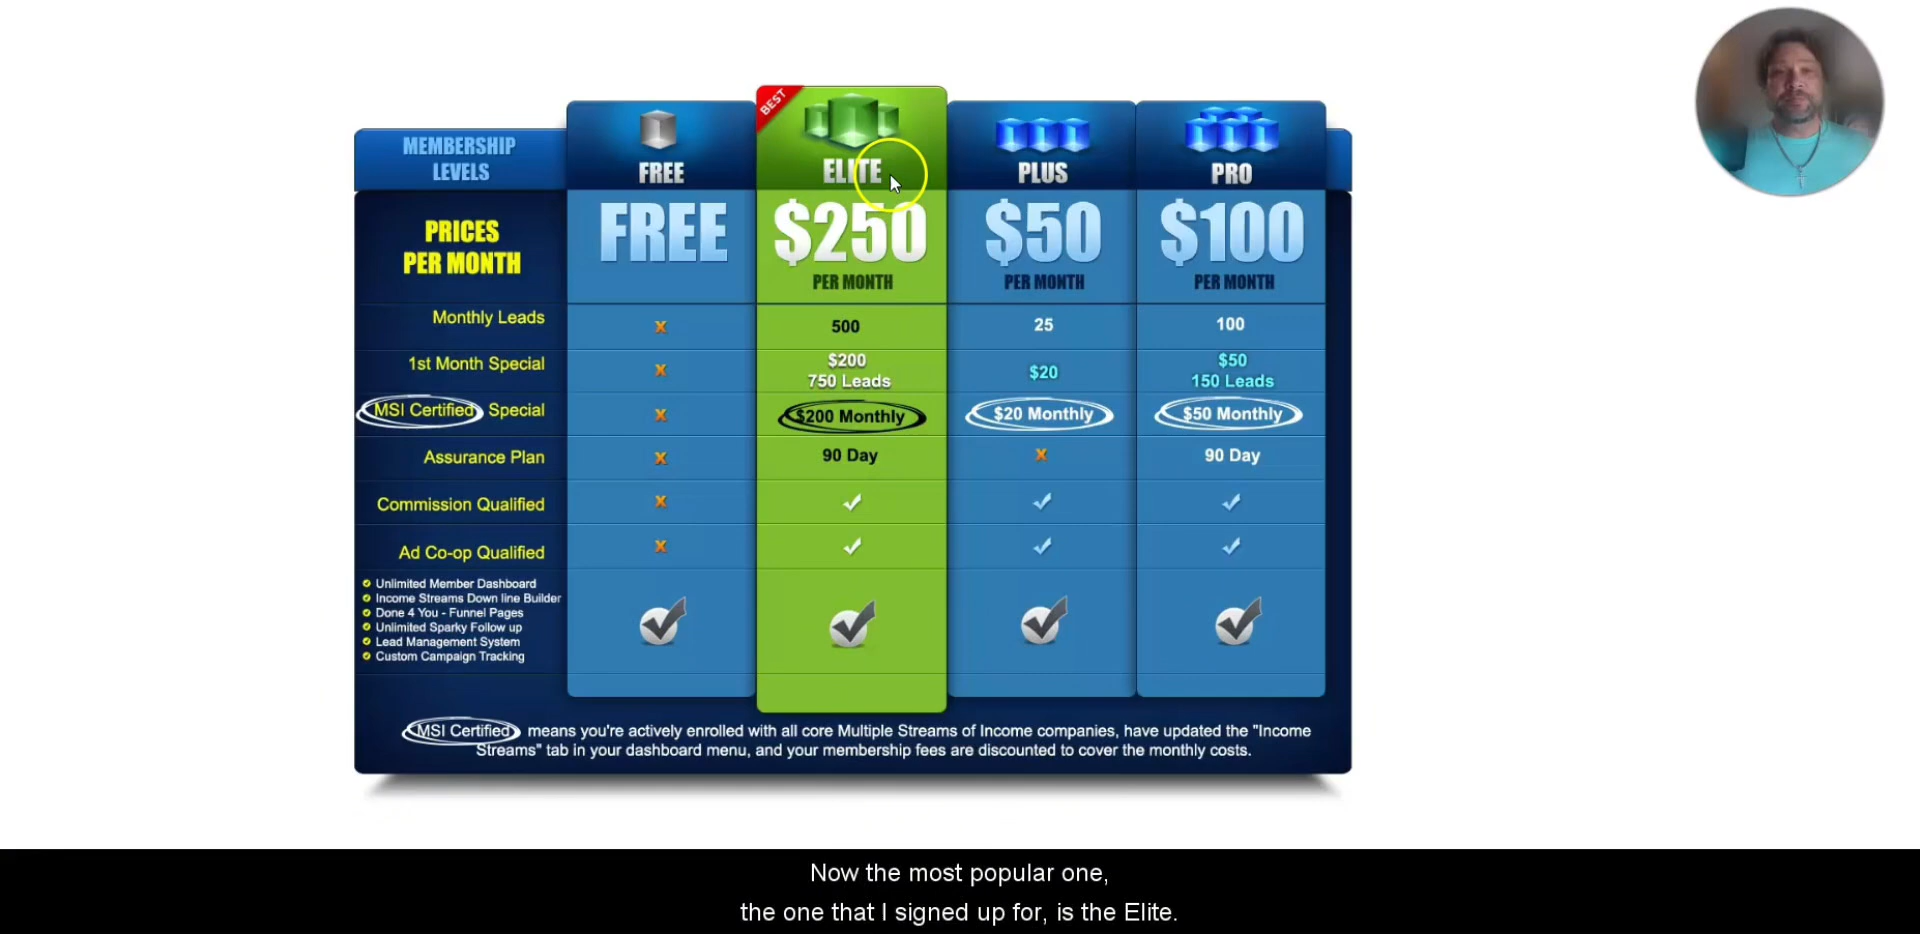 MEMBERSHIP
LEVELS
FREE
BEST
ELITE
PLUS
PRO
PRICES
PER MONTH
FREE
$250
PER MONTH
$50
PER MONTH
$100
PER MONTH
Monthly Leads
x
500
25
100
1st Month Special
x
$200
750 Leads
$20
$50
150 Leads
MSI Certified Special
x
$200 Monthly
$20 Monthly
$50 Monthly
Assurance Plan
x
90 Day
x
90 Day
Commission Qualified
x
Ad Co-op Qualified
x
Unlimited Member Dashboard
Income Streams Down line Builder
Done 4 You - Funnel Pages
Unlimited Sparky Follow up
Lead Management System
Custom Campaign Tracking
MSI Certified means you're actively enrolled with all core Multiple Streams of Income companies, have updated the "Income
Streams" tab in your dashboard menu, and your membership fees are discounted to cover the monthly costs.
Now the most popular one,
the one that I signed up for, is the Elite.